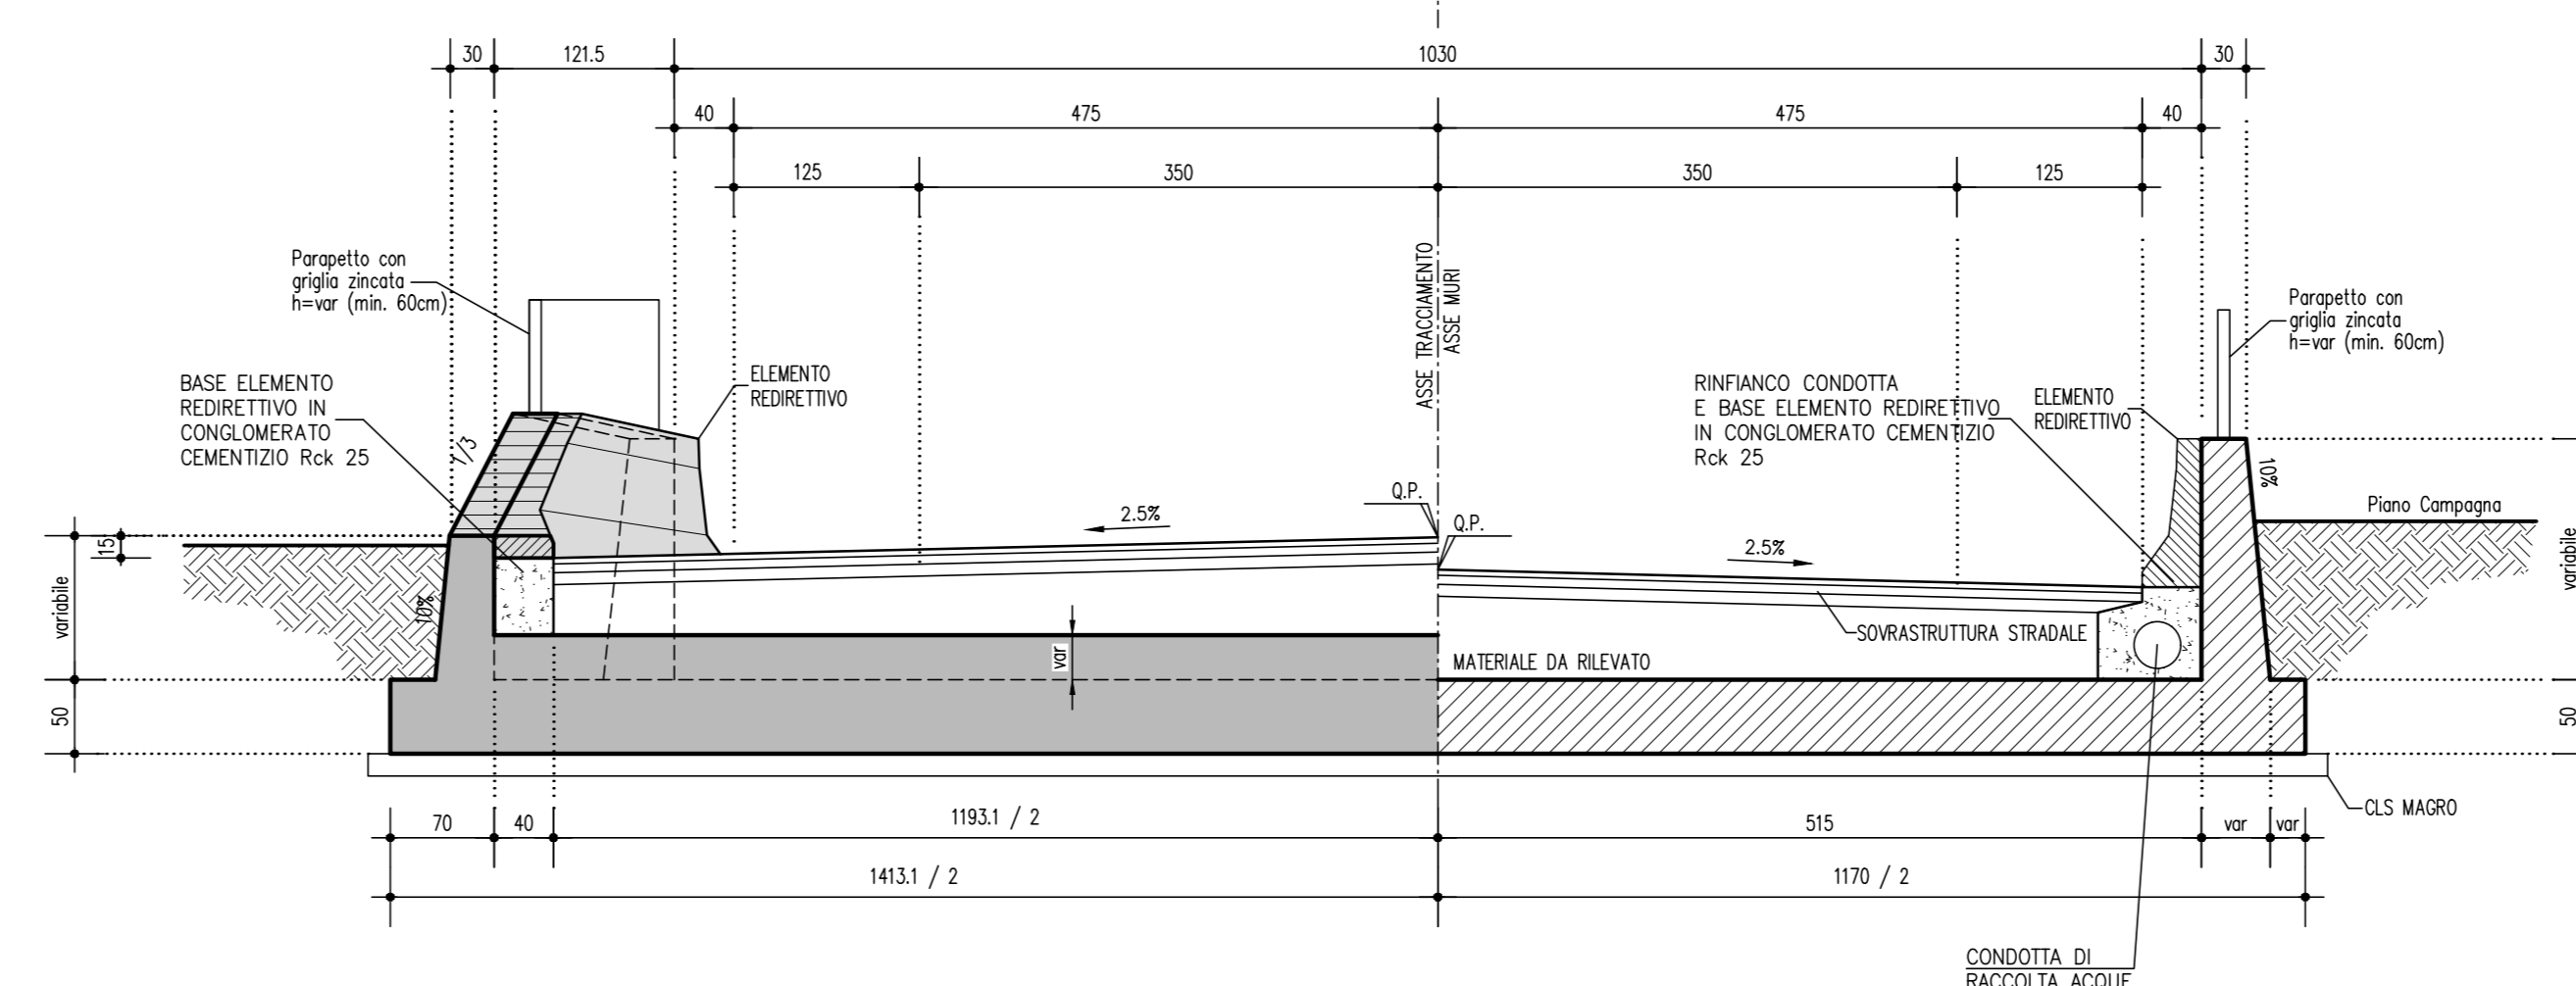 30
121.5
1030
30
40
475
475
40
125
350
350
125
Parapetto con
griglia zincata
h=var (min. 60cm)
ASSE TRACCIAMENTO
ASSE MURI
Parapetto con
griglia zincata
h=var (min. 60cm)
BASE ELEMENTO
REDIRETTIVO IN
CONGLOMERATO
CEMENTIZIO Rck 25
1/3
ELEMENTO
REDIRETTIVO
RINFIANCO CONDOTTA
E BASE ELEMENTO REDIRETTIVO
IN CONGLOMERATO CEMENTIZIO
Rck 25
ELEMENTO
REDIRETTIVO
10%
Piano Campagna
Q.P.
2.5%
Q.P.
2.5%
15
variabile
10%
variabile
SOVRASTRUTTURA STRADALE
var
MATERIALE DA RILEVATO
50
50
CLS MAGRO
70
40
1193.1 / 2
515
var
var
1413.1 / 2
1170 / 2
CONDOTTA DI
RACCOLTA ACQUE